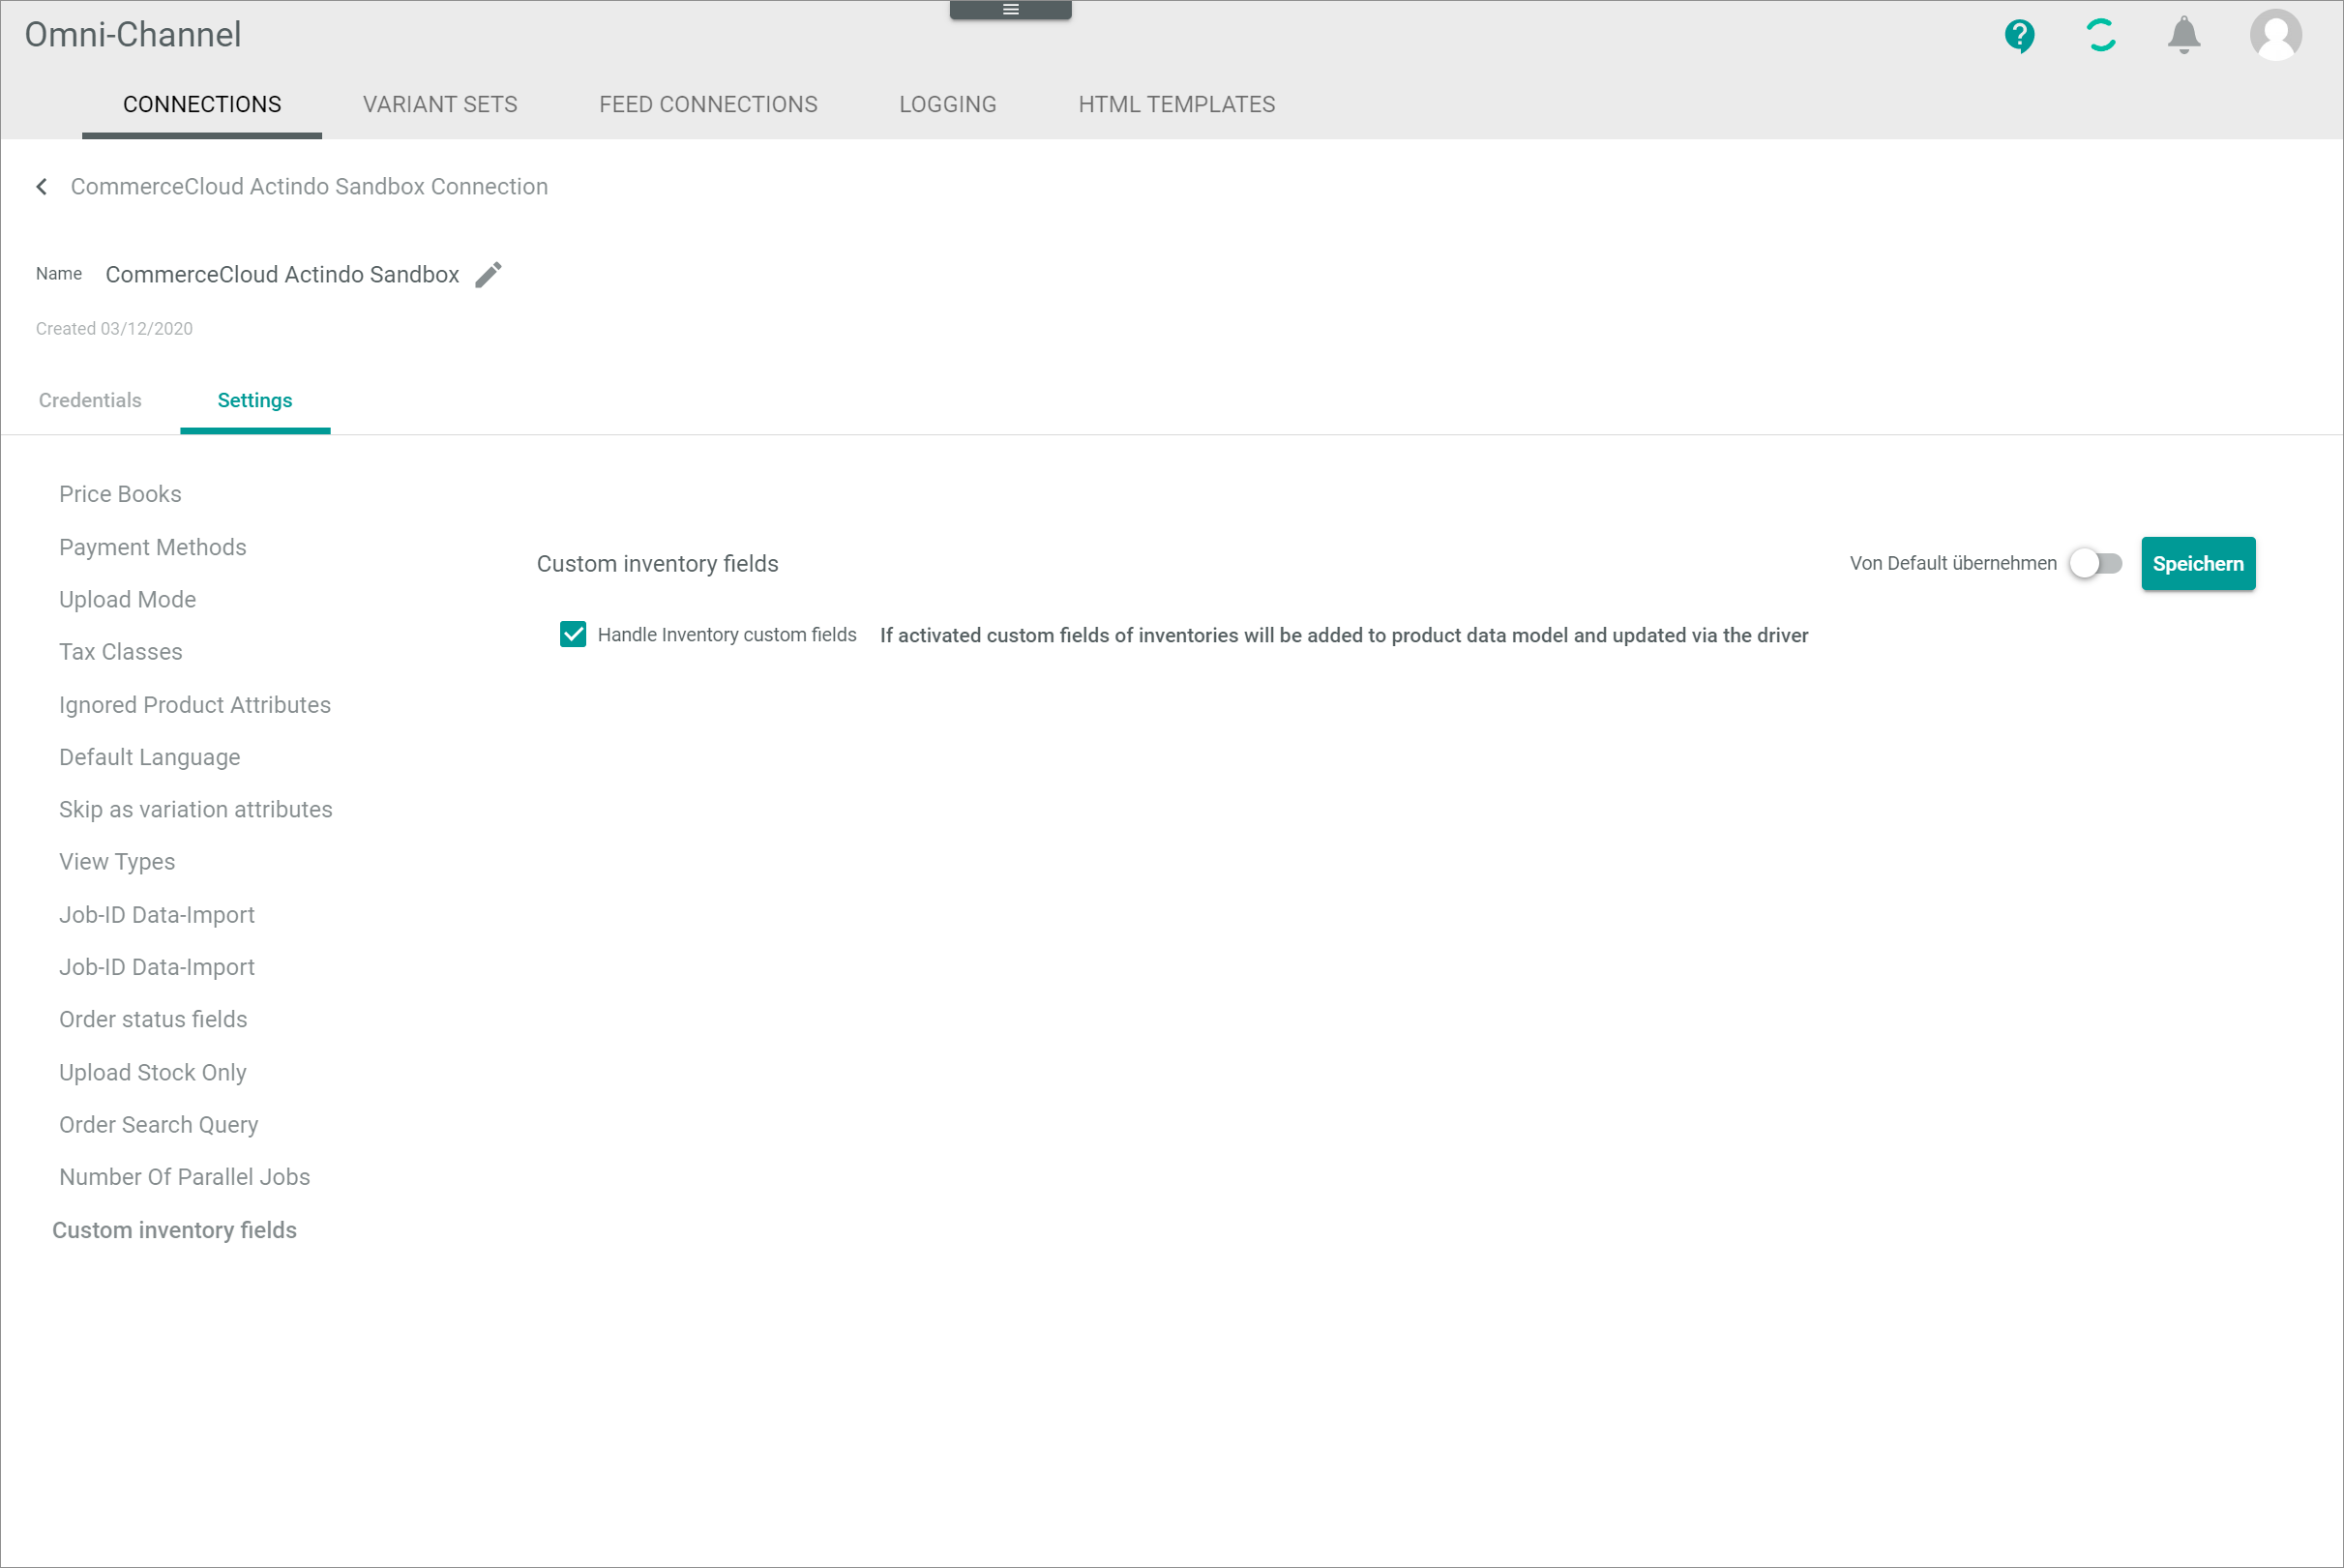 Omni-Channel
CONNECTIONS VARIANT SETS FEED CONNECTIONS LOGGING HTML TEMPLATES
CommerceCloud Actindo Sandbox Connection
Name CommerceCloud Actindo Sandbox
Created 03/12/2020
Credentials Settings
Price Books
Payment Methods
Upload Mode
Tax Classes
Ignored Product Attributes
Default Language
Skip as variation attributes
View Types
Job-ID Data-Import
Job-ID Data-Import
Order status fields
Upload Stock Only
Order Search Query
Number Of Parallel Jobs
Custom inventory fields
Custom inventory fields Von Default übernehmen Speichern
Handle Inventory custom fields If activated custom fields of inventories will be added to product data model and updated via the driver